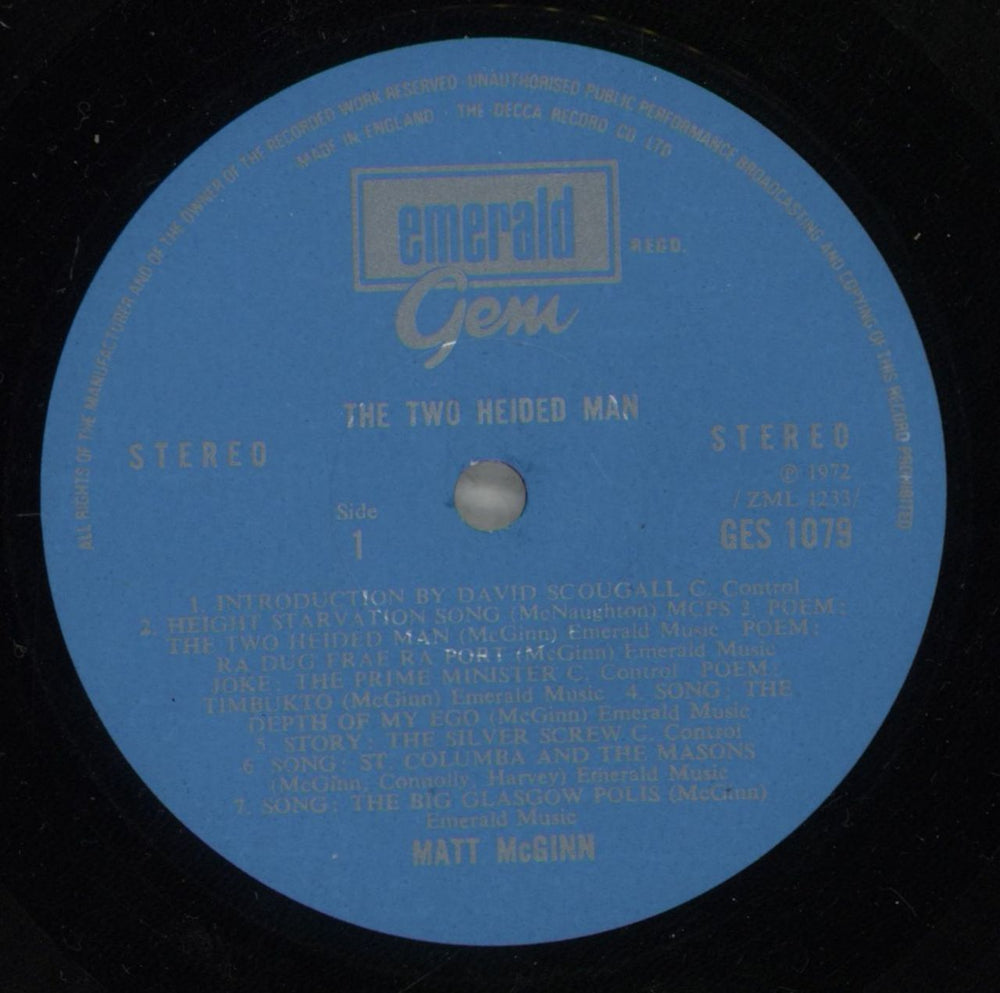 ALL RIGHTS OF THE MANUFACTURER AND OF THE OWNER OF THE RECORDED WORK RESERVED · UNAUTHORISED PUBLIC PERFORMANCE BROADCASTING AND COPYING OF THIS RECORD PROHIBITED
MADE IN ENGLAND · THE DECCA RECORD CO LTD
emerald
REGD.
Gem
THE TWO HEIDED MAN
STEREO
STEREO
℗ 1972
/ ZML 1233/
GES 1079
Side
1
1. INTRODUCTION BY DAVID SCOUGALL C. Control
2. HEIGHT STARVATION SONG (McNaughton) MCPS 3. POEM:
THE TWO HEIDED MAN (McGinn) Emerald Music POEM:
RA DUG FRAE RA PORT (McGinn) Emerald Music
JOKE: THE PRIME MINISTER C. Control POEM:
TIMBUKTO (McGinn) Emerald Music 4. SONG: THE
DEPTH OF MY EGO (McGinn) Emerald Music
5. STORY: THE SILVER SCREW C. Control
6 SONG: ST. COLUMBA AND THE MASONS
(McGinn, Connolly, Harvey) Emerald Music
7. SONG: THE BIG GLASGOW POLIS (McGinn)
Emerald Music
MATT McGINN